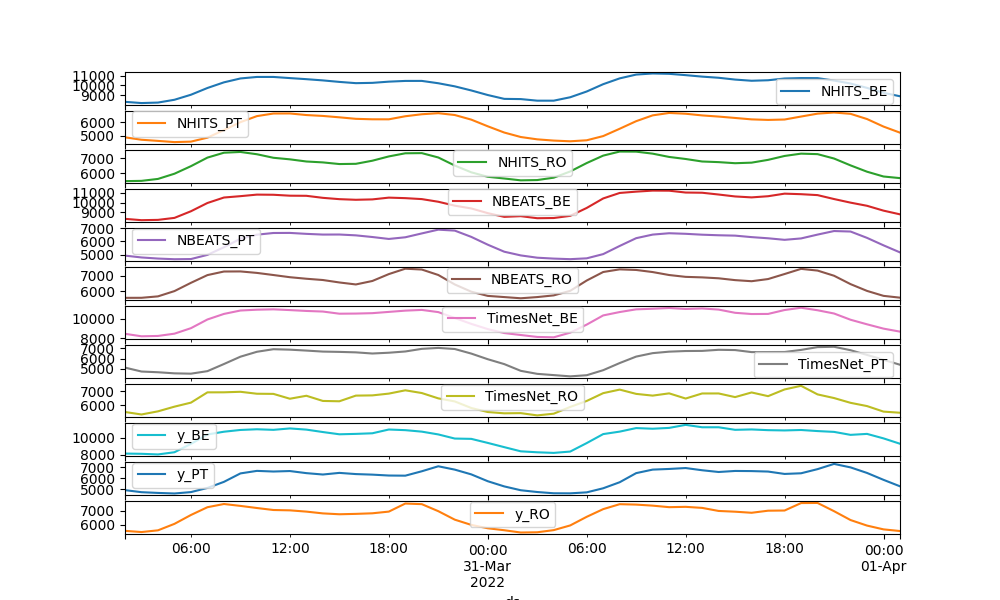 11000
10000
9000
NHITS_BE
6000
5000
NHITS_PT
7000
6000
NHITS_RO
11000
10000
9000
NBEATS_BE
7000
6000
5000
NBEATS_PT
7000
6000
NBEATS_RO
10000
8000
TimesNet_BE
7000
6000
5000
TimesNet_PT
7000
6000
TimesNet_RO
10000
8000
y_BE
7000
6000
5000
y_PT
7000
6000
y_RO
06:00 12:00 18:00 00:00 06:00 12:00 18:00 00:00
31-Mar 01-Apr
2022
ds